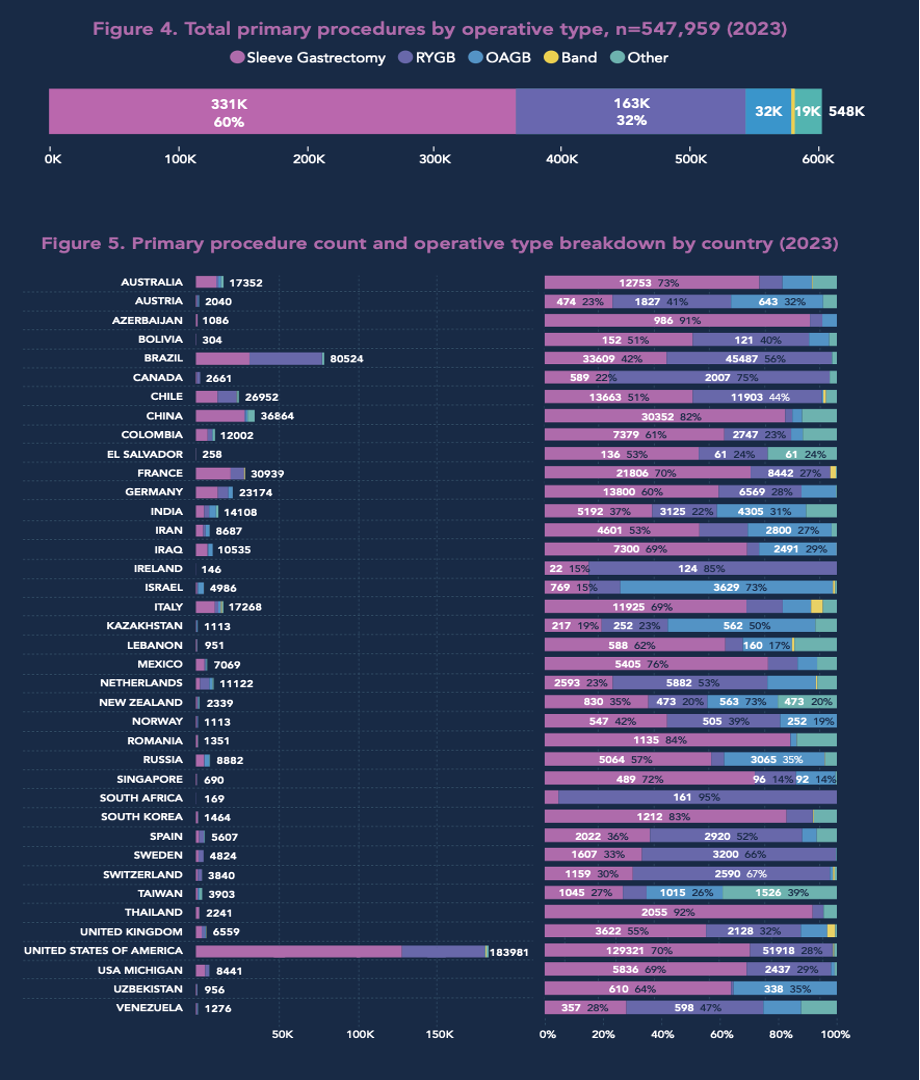 Figure 4. Total primary procedures by operative type, n=547,959 (2023)
Sleeve Gastrectomy RYGB OAGB Band Other
331K 163K 32K 19K 548K
60% 32%
0K 100K 200K 300K 400K 500K 600K
Figure 5. Primary procedure count and operative type breakdown by country (2023)
AUSTRALIA 17352 12753 73%
AUSTRIA 2040 474 23% 1827 41% 643 32%
AZERBAIJAN 1086 986 91%
BOLIVIA 304 152 51% 121 40%
BRAZIL 80524 33609 42% 45487 56%
CANADA 2661 589 22% 2007 75%
CHILE 26952 13663 51% 11903 44%
CHINA 36864 30352 82%
COLOMBIA 12002 7379 61% 2747 23%
EL SALVADOR 258 136 53% 61 24% 61 24%
FRANCE 30939 21806 70% 8442 27%
GERMANY 23174 13800 60% 6569 28%
INDIA 14108 5192 37% 3125 22% 4305 31%
IRAN 8687 4601 53% 2800 27%
IRAQ 10535 7300 69% 2491 29%
IRELAND 146 22 15% 124 85%
ISRAEL 4986 769 15% 3629 73%
ITALY 17268 11925 69%
KAZAKHSTAN 1113 217 19% 252 23% 562 50%
LEBANON 951 588 62% 160 17%
MEXICO 7069 5405 76%
NETHERLANDS 11122 2593 23% 5882 53%
NEW ZEALAND 2339 830 35% 473 20% 563 73% 473 20%
NORWAY 1113 547 42% 505 39% 252 19%
ROMANIA 1351 1135 84%
RUSSIA 8882 5064 57% 3065 35%
SINGAPORE 690 489 72% 96 14% 92 14%
SOUTH AFRICA 169 161 95%
SOUTH KOREA 1464 1212 83%
SPAIN 5607 2022 36% 2920 52%
SWEDEN 4824 1607 33% 3200 66%
SWITZERLAND 3840 1159 30% 2590 67%
TAIWAN 3903 1045 27% 1015 26% 1526 39%
THAILAND 2241 2055 92%
UNITED KINGDOM 6559 3622 55% 2128 32%
UNITED STATES OF AMERICA 183981 129321 70% 51918 28%
USA MICHIGAN 8441 5836 69% 2437 29%
UZBEKISTAN 956 610 64% 338 35%
VENEZUELA 1276 357 28% 598 47%
50K 100K 150K 0% 20% 40% 60% 80% 100%